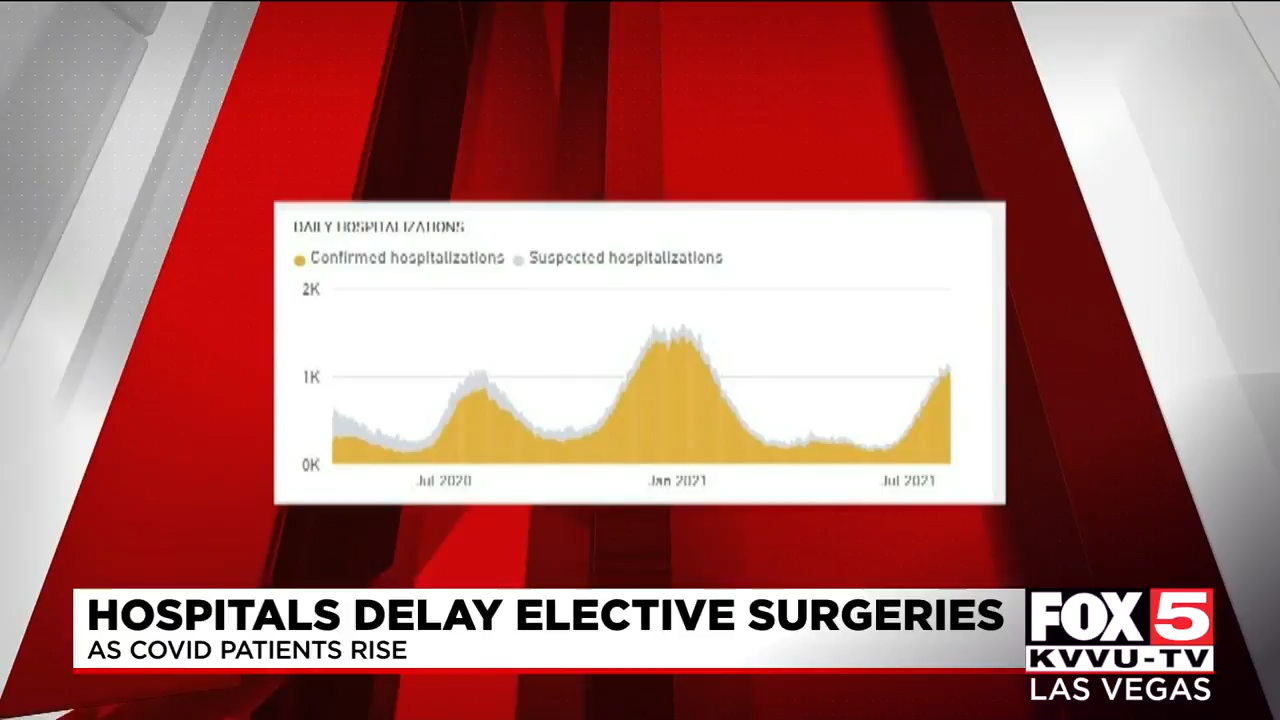 DAILY HOSPITALIZATIONS
Confirmed hospitalizations Suspected hospitalizations
2K
1K
0K
Jul 2020 Jan 2021 Jul 2021
HOSPITALS DELAY ELECTIVE SURGERIES
AS COVID PATIENTS RISE
FOX 5
KVVU-TV
LAS VEGAS